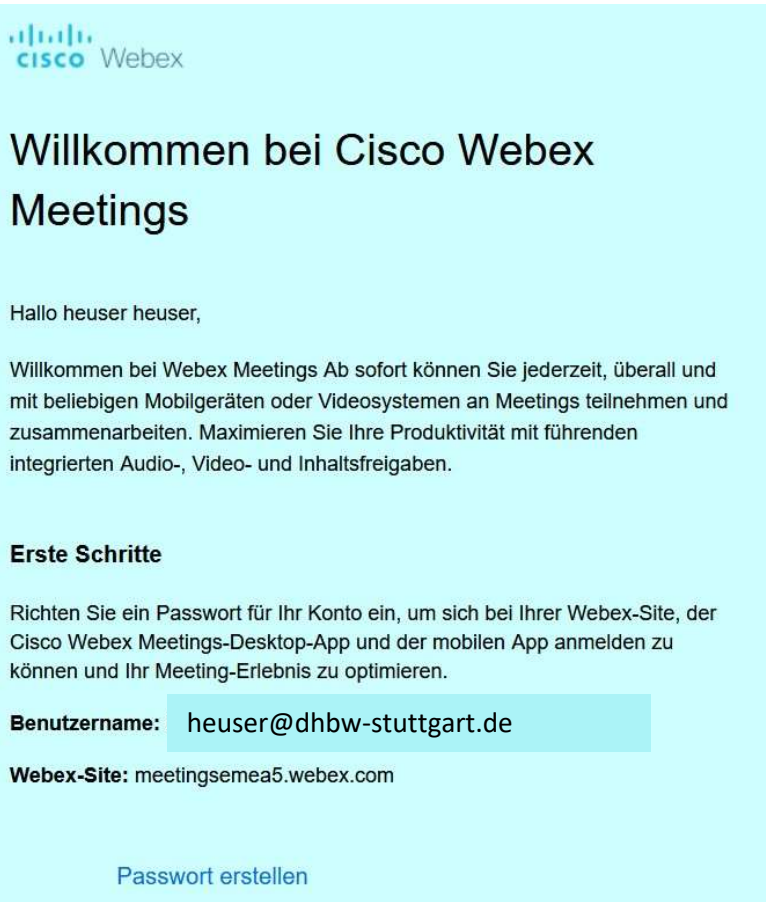 CISCO Webex
Willkommen bei Cisco Webex
Meetings
Hallo heuser heuser,
Willkommen bei Webex Meetings Ab sofort können Sie jederzeit, überall und
mit beliebigen Mobilgeräten oder Videosystemen an Meetings teilnehmen und
zusammenarbeiten. Maximieren Sie Ihre Produktivität mit führenden
integrierten Audio-, Video- und Inhaltsfreigaben.
Erste Schritte
Richten Sie ein Passwort für Ihr Konto ein, um sich bei Ihrer Webex-Site, der
Cisco Webex Meetings-Desktop-App und der mobilen App anmelden zu
können und Ihr Meeting-Erlebnis zu optimieren.
Benutzername: heuser@dhbw-stuttgart.de
Webex-Site: meetingsemea5.webex.com
Passwort erstellen